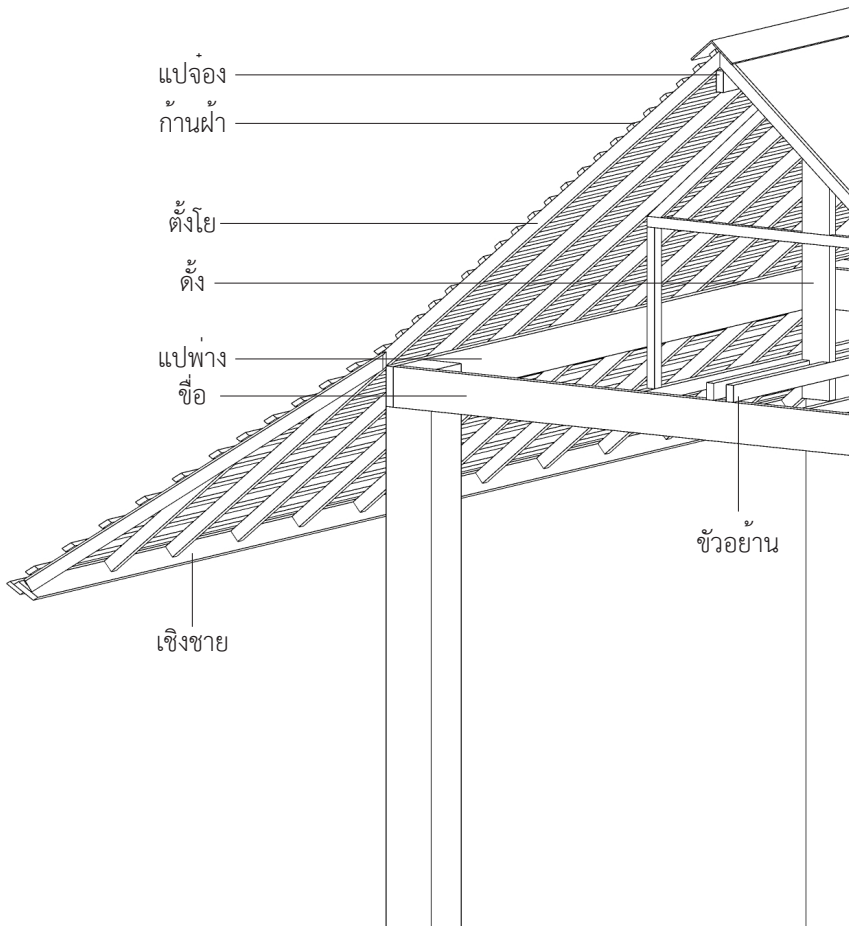 แปจ๋อง
ก้านฝ้า
ตั้งโย
ดั้ง
แปพ่าง
ขื่อ
ขัวอย้าน
เชิงชาย